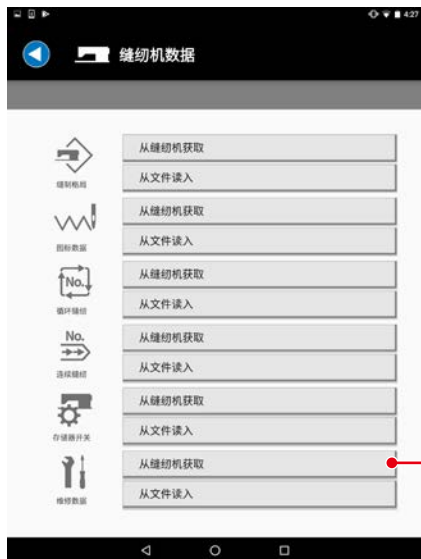 4:27
缝纫机数据
从缝纫机获取
从文件读入
缝制格局
从缝纫机获取
从文件读入
图形数据
No.
从缝纫机获取
从文件读入
循环缝纫
No.
从缝纫机获取
从文件读入
连续缝纫
从缝纫机获取
从文件读入
存储器开关
从缝纫机获取
从文件读入
维修数据